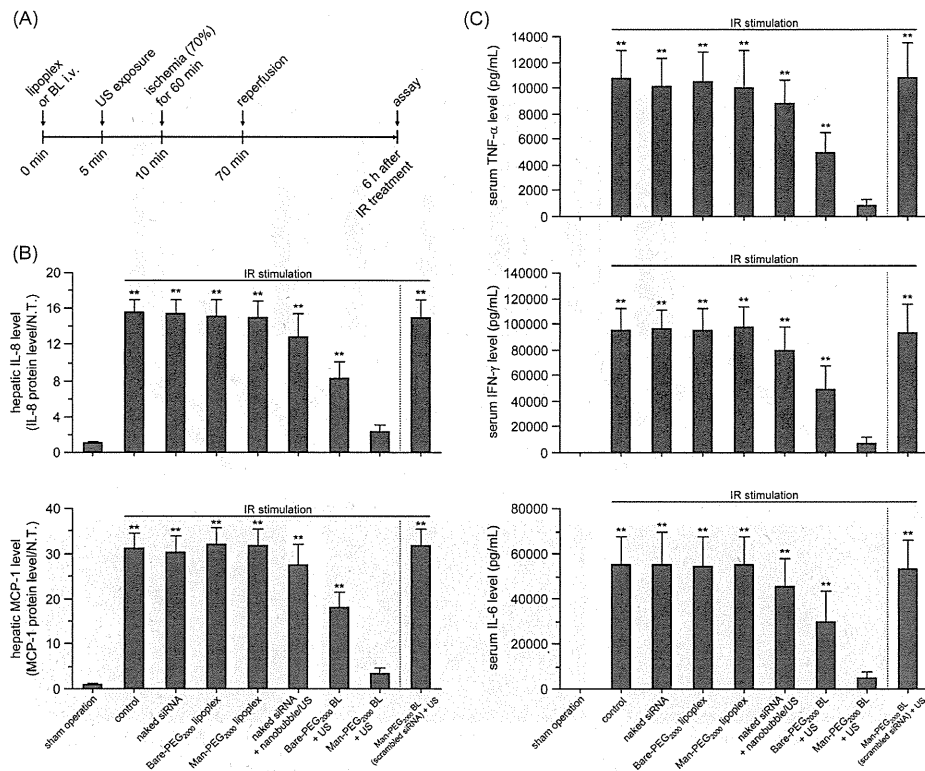 (A)
lipoplex
or BL i.v.
US exposure
ischemia (70%)
for 60 min
reperfusion
assay
0 min
5 min
10 min
70 min
6 h after
IR treatment
(B)
IR stimulation
hepatic IL-8 level
(IL-8 protein level/N.T.)
20
16
12
8
4
0
** ** ** ** ** ** **
IR stimulation
hepatic MCP-1 level
(MCP-1 protein level/N.T.)
40
30
20
10
0
** ** ** ** ** ** **
sham operation
control
naked siRNA
Bare-PEG2000 lipoplex
Man-PEG2000 lipoplex
naked siRNA
+ nanobubble/US
Bare-PEG2000 BL
+ US
Man-PEG2000 BL
+ US
Man-PEG2000 BL
(scrambled siRNA) + US
(C)
IR stimulation
serum TNF-α level (pg/mL)
14000
12000
10000
8000
6000
4000
2000
0
** ** ** ** ** ** **
IR stimulation
serum IFN-γ level (pg/mL)
140000
120000
100000
80000
60000
40000
20000
0
** ** ** ** ** ** **
IR stimulation
serum IL-6 level (pg/mL)
80000
60000
40000
20000
0
** ** ** ** ** ** **
sham operation
control
naked siRNA
Bare-PEG2000 lipoplex
Man-PEG2000 lipoplex
naked siRNA
+ nanobubble/US
Bare-PEG2000 BL
+ US
Man-PEG2000 BL
+ US
Man-PEG2000 BL
(scrambled siRNA) + US